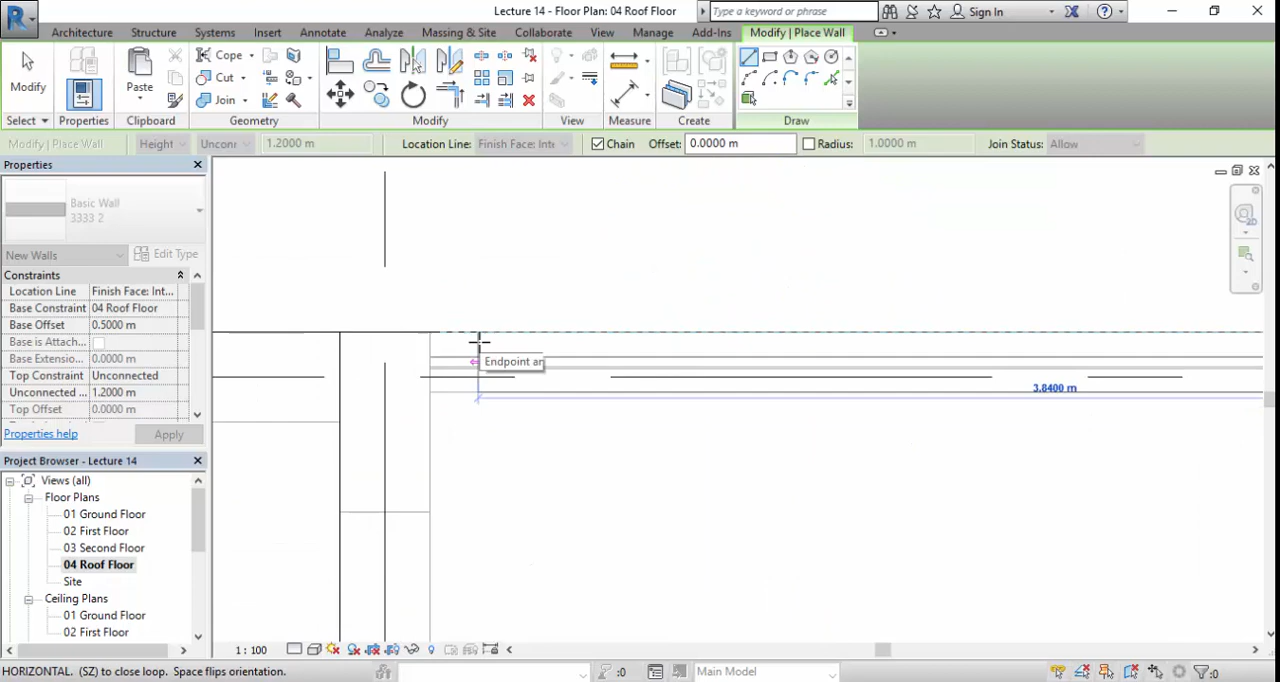 Lecture 14 - Floor Plan: 04 Roof Floor
Type a keyword or phrase
Sign In
Architecture Structure Systems Insert Annotate Analyze Massing & Site Collaborate View Manage Add-Ins Modify | Place Wall
Modify
Paste
Cope
Cut
Join
Select Properties Clipboard Geometry Modify View Measure Create Draw
Modify | Place Wall Height Unconr 1.2000 m Location Line: Finish Face: Inte Chain Offset: 0.0000 m Radius: 1.0000 m Join Status: Allow
Properties
Basic Wall
3333 2
New Walls Edit Type
Constraints
Location Line Finish Face: Int...
Base Constraint 04 Roof Floor
Base Offset 0.5000 m
Base is Attach...
Base Extensio... 0.0000 m
Top Constraint Unconnected
Unconnected ... 1.2000 m
Top Offset 0.0000 m
Properties help Apply
Endpoint an
3.8400 m
Project Browser - Lecture 14
Views (all)
Floor Plans
01 Ground Floor
02 First Floor
03 Second Floor
04 Roof Floor
Site
Ceiling Plans
01 Ground Floor
02 First Floor
1 : 100
HORIZONTAL. (SZ) to close loop. Space flips orientation.
:0
Main Model
:0